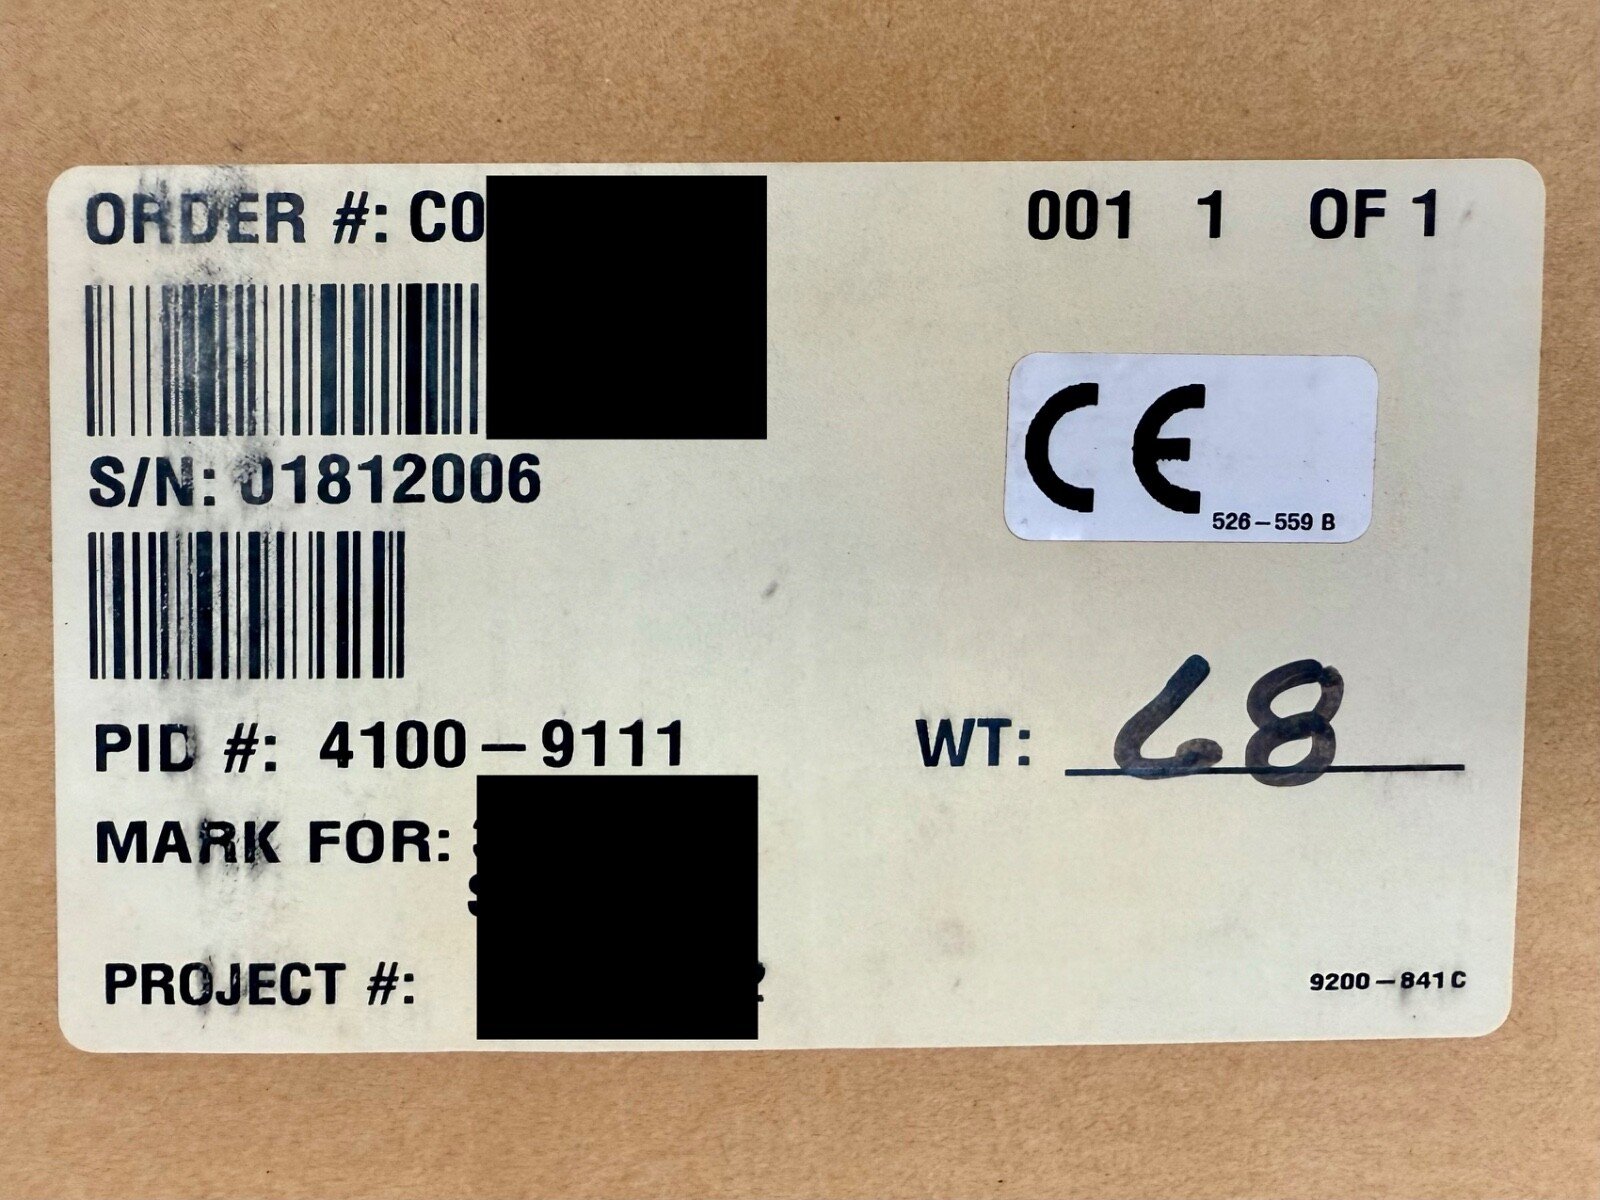 ORDER #: C0
001 1 OF 1
S/N: 01812006
CE
526-559 B
PID #: 4100-9111
WT: 68
MARK FOR:
PROJECT #:
9200-841C